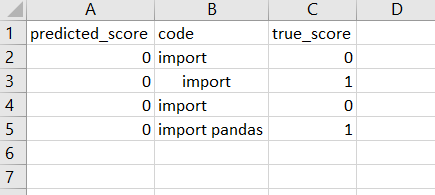 A B C D
1 predicted_score code true_score
2 0 import 0
3 0 import 1
4 0 import 0
5 0 import pandas 1
6
7